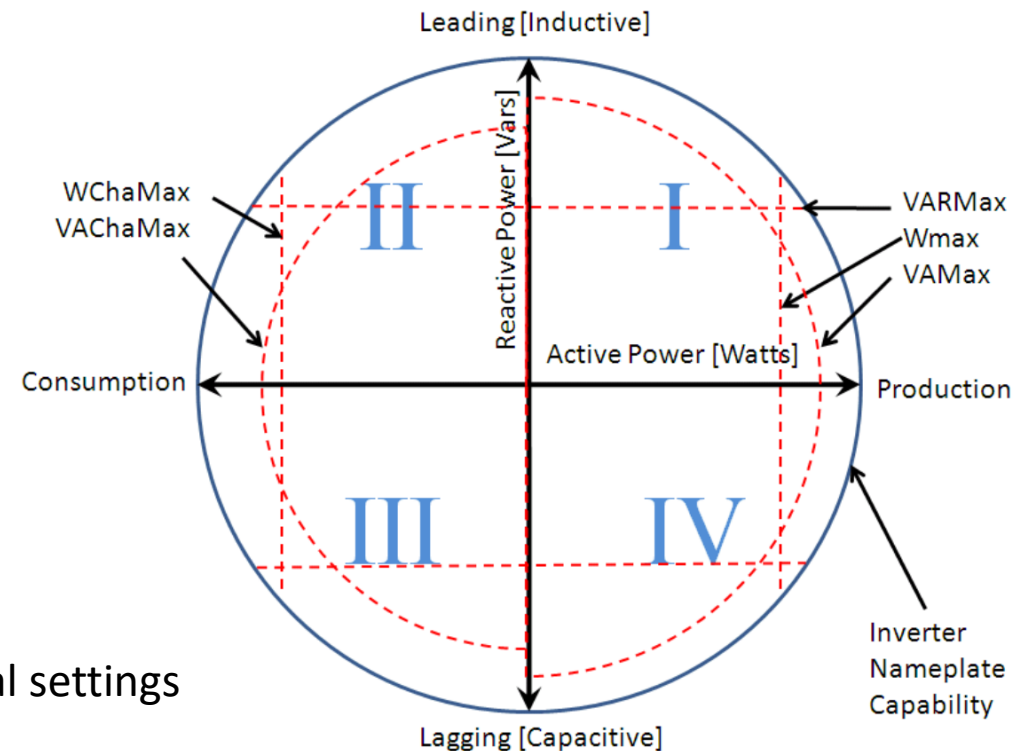 Leading [Inductive]
Reactive Power [Vars]
II
I
WChaMax
VAChaMax
VARMax
Wmax
VAMax
Active Power [Watts]
Consumption
Production
III
IV
Inverter
Nameplate
Capability
settings
Lagging [Capacitive]